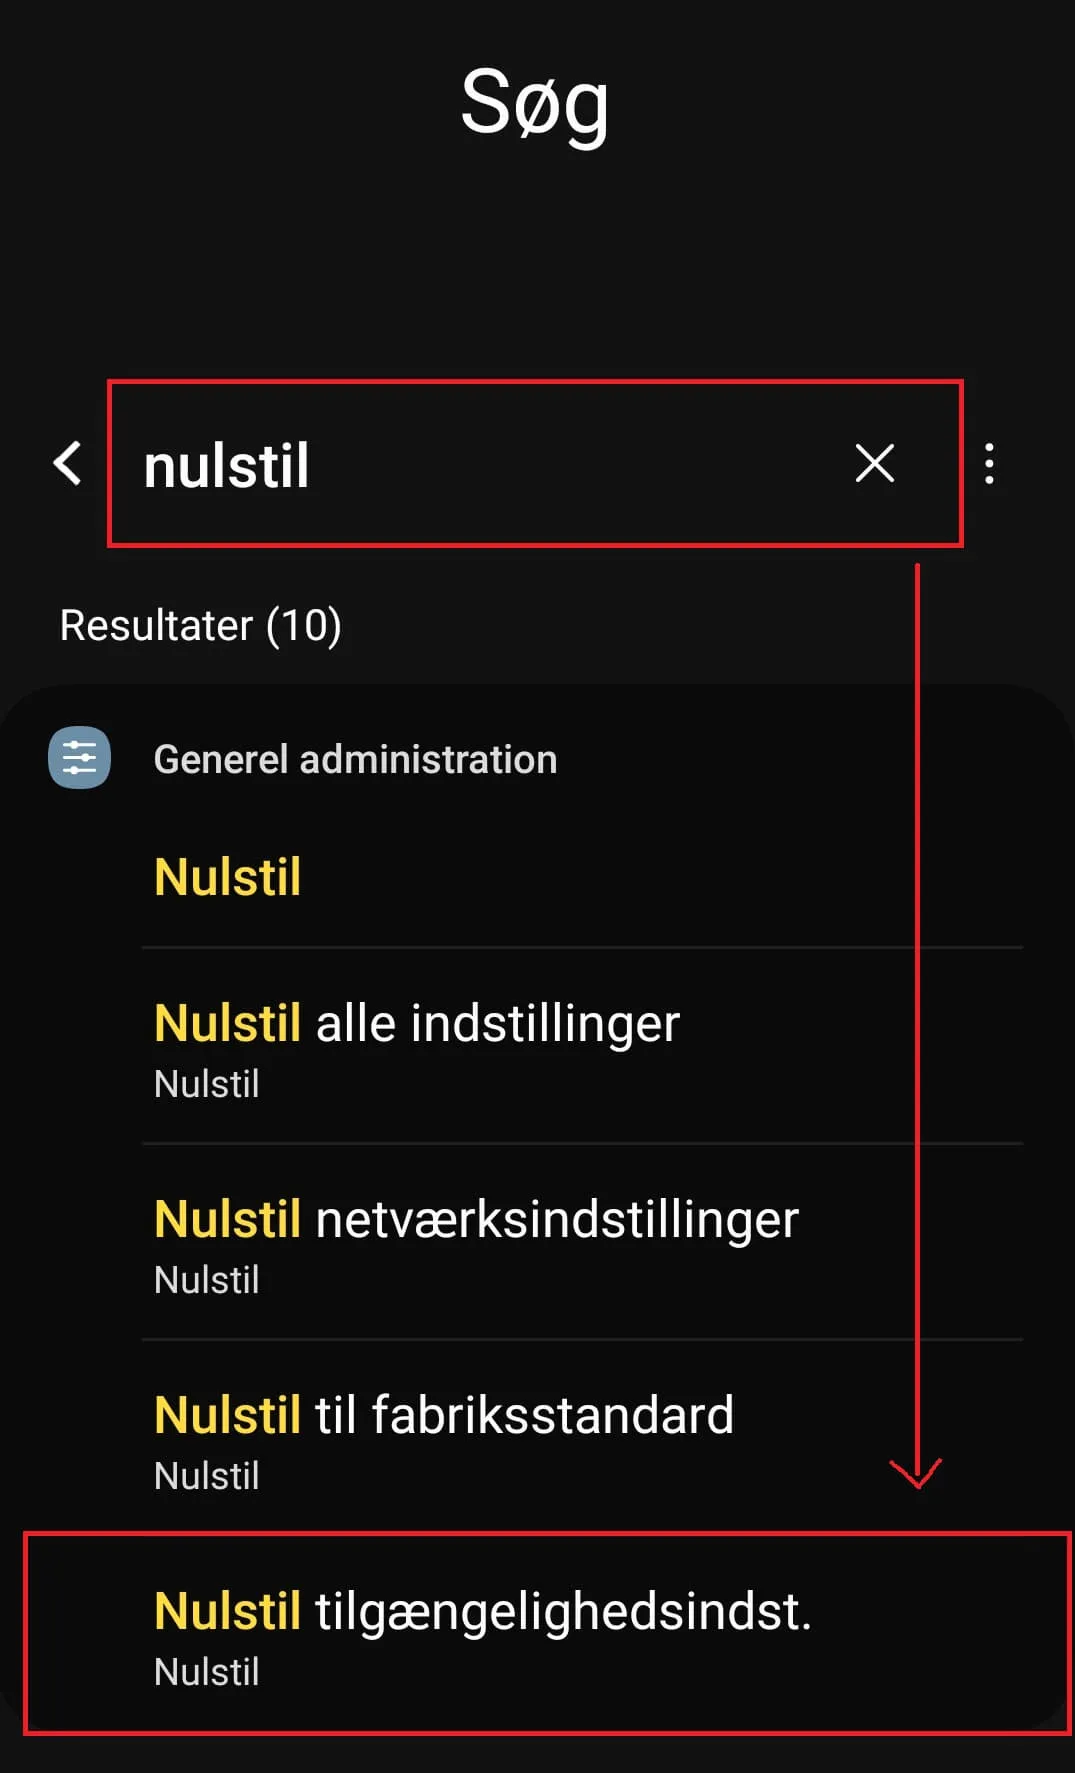 Søg
nulstil
Resultater (10)
Generel administration
Nulstil
Nulstil alle indstillinger
Nulstil
Nulstil netværksindstillinger
Nulstil
Nulstil til fabriksstandard
Nulstil
Nulstil tilgængelighedsindst.
Nulstil